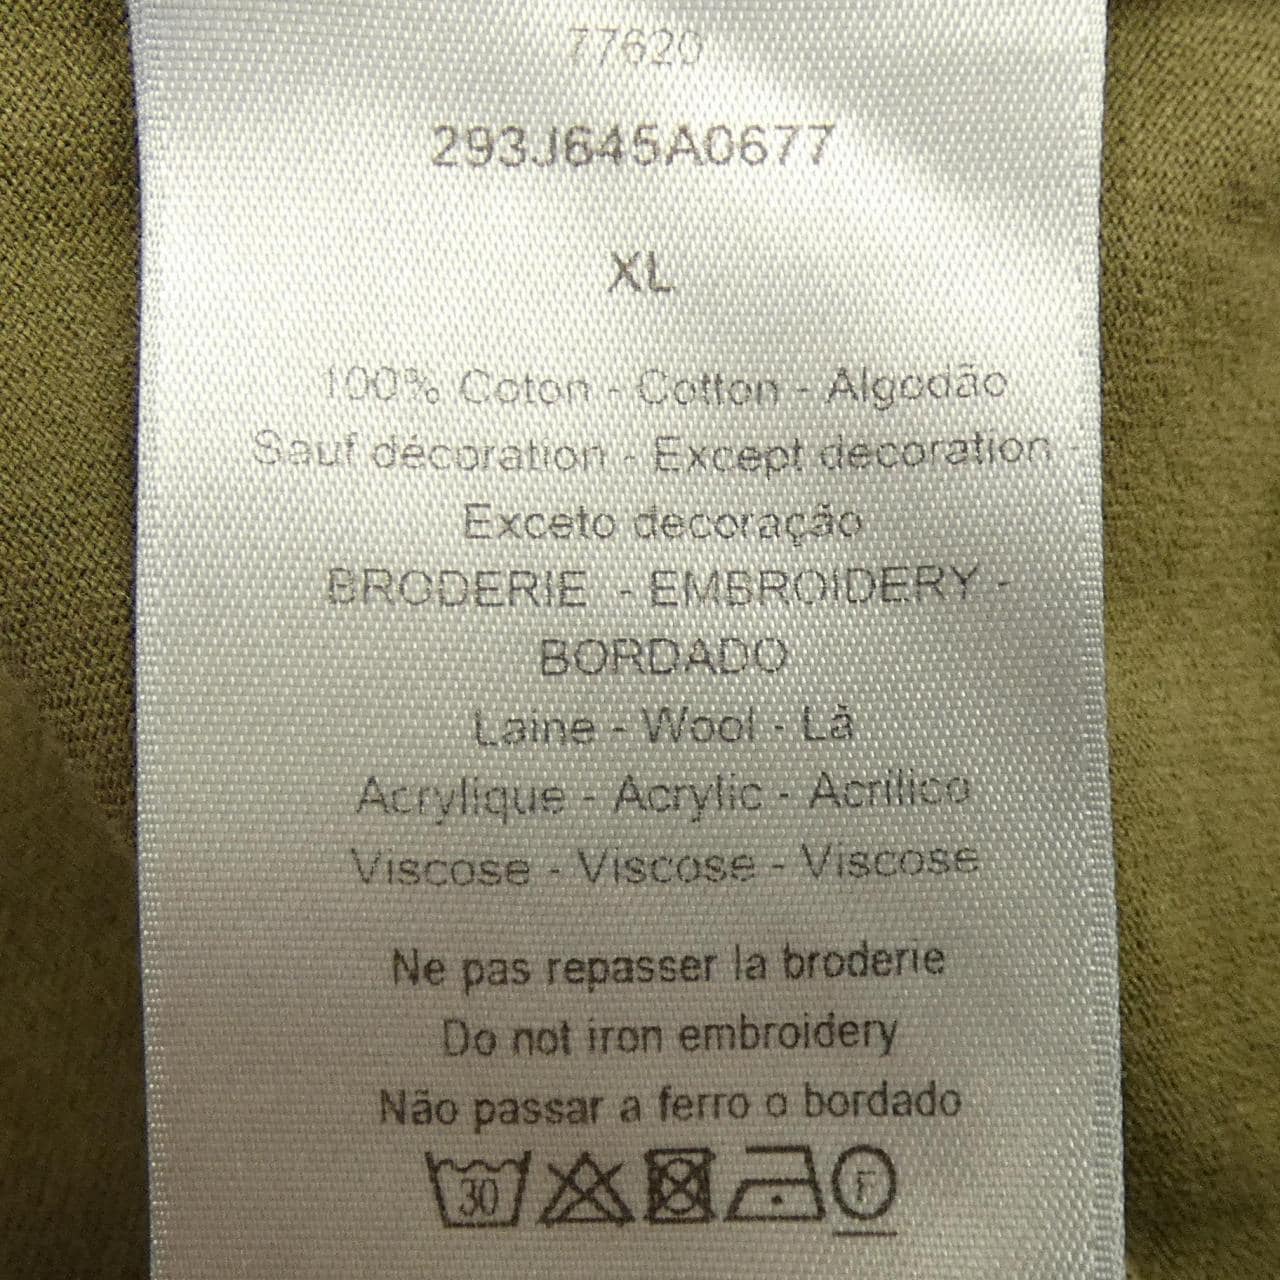 77620
293J645A0677
XL
100% Coton - Cotton - Algodão
Sauf décoration - Except decoration -
Exceto decoração
BRODERIE - EMBROIDERY -
BORDADO
Laine - Wool - Lã
Acrylique - Acrylic - Acrílico
Viscose - Viscose - Viscose
Ne pas repasser la broderie
Do not iron embroidery
Não passar a ferro o bordado
30 F